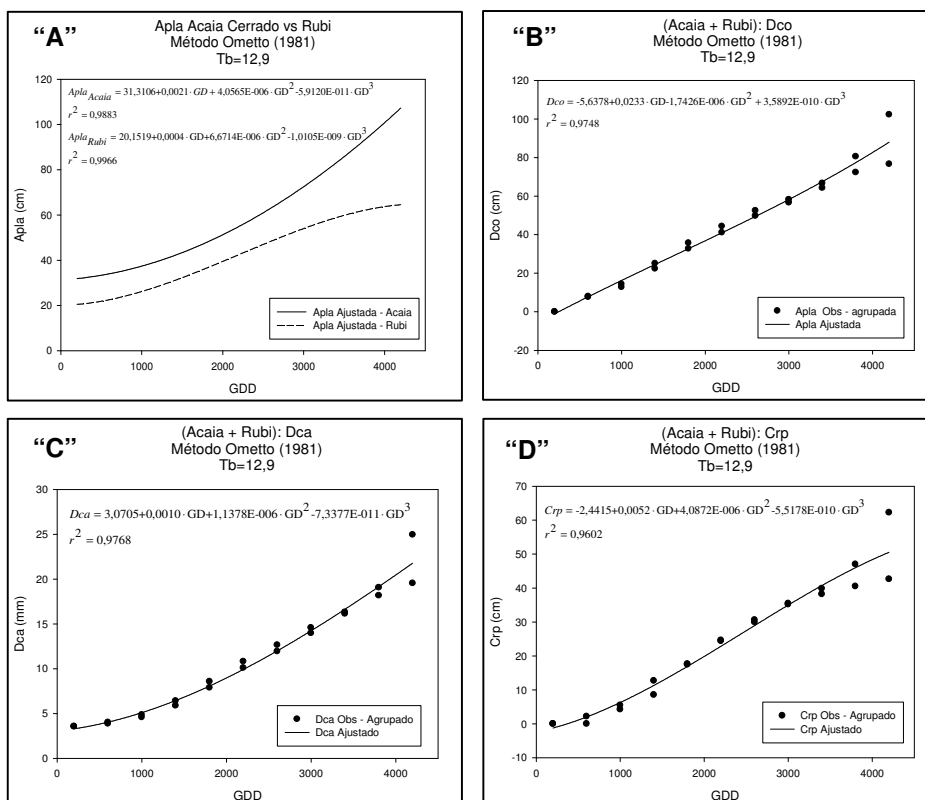 “A”
Apla Acaia Cerrado vs Rubi
Método Ometto (1981)
Tb=12,9
Apla Acaia = 31,3106+0,0021 · GD + 4,0565E-006 · GD^2-5,9120E-011 · GD^3
r^2 = 0,9883
Apla Rubi = 20,1519+0,0004 · GD+6,6714E-006 · GD^2-1,0105E-009 · GD^3
r^2 = 0,9966
120
100
80
60
40
20
0
Apla (cm)
Apla Ajustada - Acaia
Apla Ajustada - Rubi
0 1000 2000 3000 4000
GDD
“B”
(Acaia + Rubi): Dco
Método Ometto (1981)
Tb=12,9
Dco = -5,6378+0,0233 · GD-1,7426E-006 · GD^2 + 3,5892E-010 · GD^3
r^2 = 0,9748
120
100
80
60
40
20
0
-20
Dco (cm)
Apla Obs - agrupada
Apla Ajustada
0 1000 2000 3000 4000
GDD
“C”
(Acaia + Rubi): Dca
Método Ometto (1981)
Tb=12,9
Dca = 3,0705+0,0010 · GD+1,1378E-006 · GD^2-7,3377E-011 · GD^3
r^2 = 0,9768
30
25
20
15
10
5
0
Dca (mm)
Dca Obs - Agrupado
Dca Ajustado
0 1000 2000 3000 4000
GDD
“D”
(Acaia + Rubi): Crp
Método Ometto (1981)
Tb=12,9
Crp = -2,4415+0,0052 · GD+4,0872E-006 · GD^2-5,5178E-010 · GD^3
r^2 = 0,9602
70
60
50
40
30
20
10
0
-10
Crp (cm)
Crp Obs - Agrupado
Crp Ajustado
0 1000 2000 3000 4000
GDD